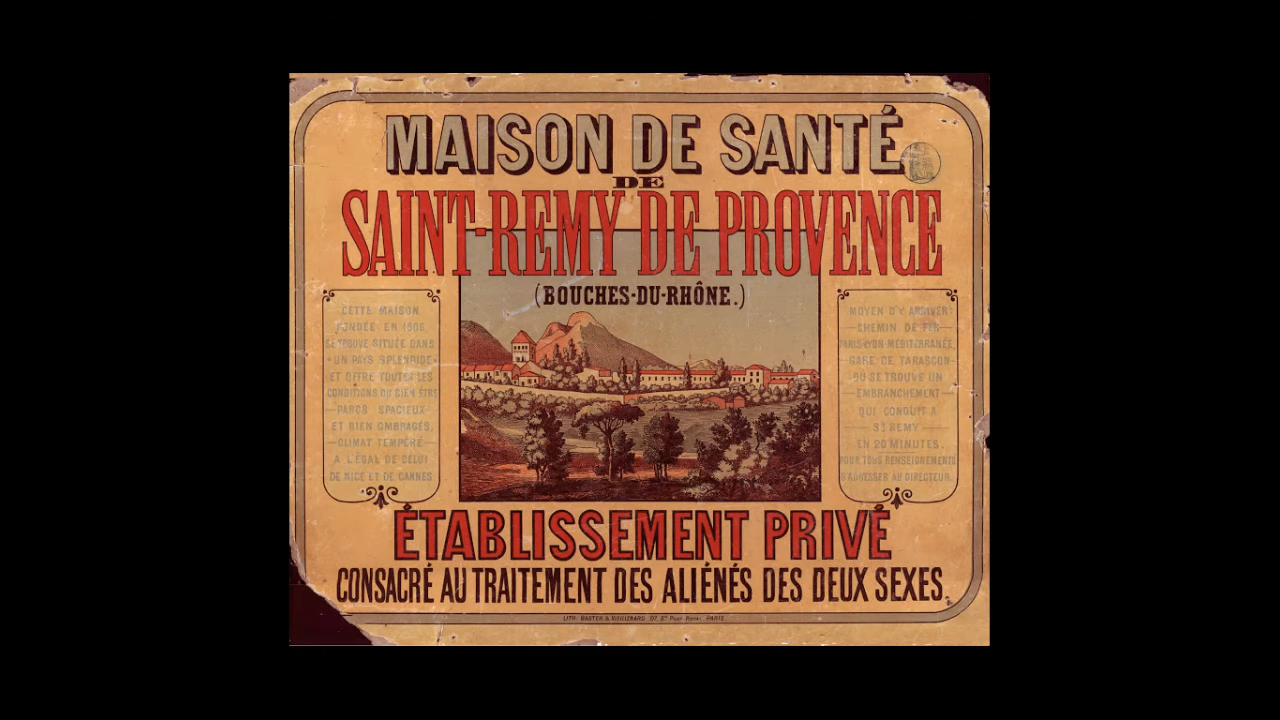 MAISON DE SANTÉ
DE
SAINT-REMY DE PROVENCE
(BOUCHES-DU-RHÔNE.)
CETTE MAISON
FONDÉE EN 1806
SE TROUVE SITUÉE DANS
UN PAYS SPLENDIDE
ET OFFRE TOUTES LES
CONDITIONS DU BIEN ÊTRE
PARCS SPACIEUX
ET BIEN OMBRAGÉS,
CLIMAT TEMPÉRÉ
A L'ÉGAL DE CELUI
DE NICE ET DE CANNES
MOYEN D'Y ARRIVER:
CHEMIN DE FER
PARIS-LYON-MÉDITERRANÉE,
GARE DE TARASCON
OU SE TROUVE UN
EMBRANCHEMENT
QUI CONDUIT A
ST REMY
EN 20 MINUTES.
POUR TOUS RENSEIGNEMENTS
S'ADRESSER AU DIRECTEUR.
ÉTABLISSEMENT PRIVÉ
CONSACRÉ AU TRAITEMENT DES ALIÉNÉS DES DEUX SEXES.
LITH. PARIS